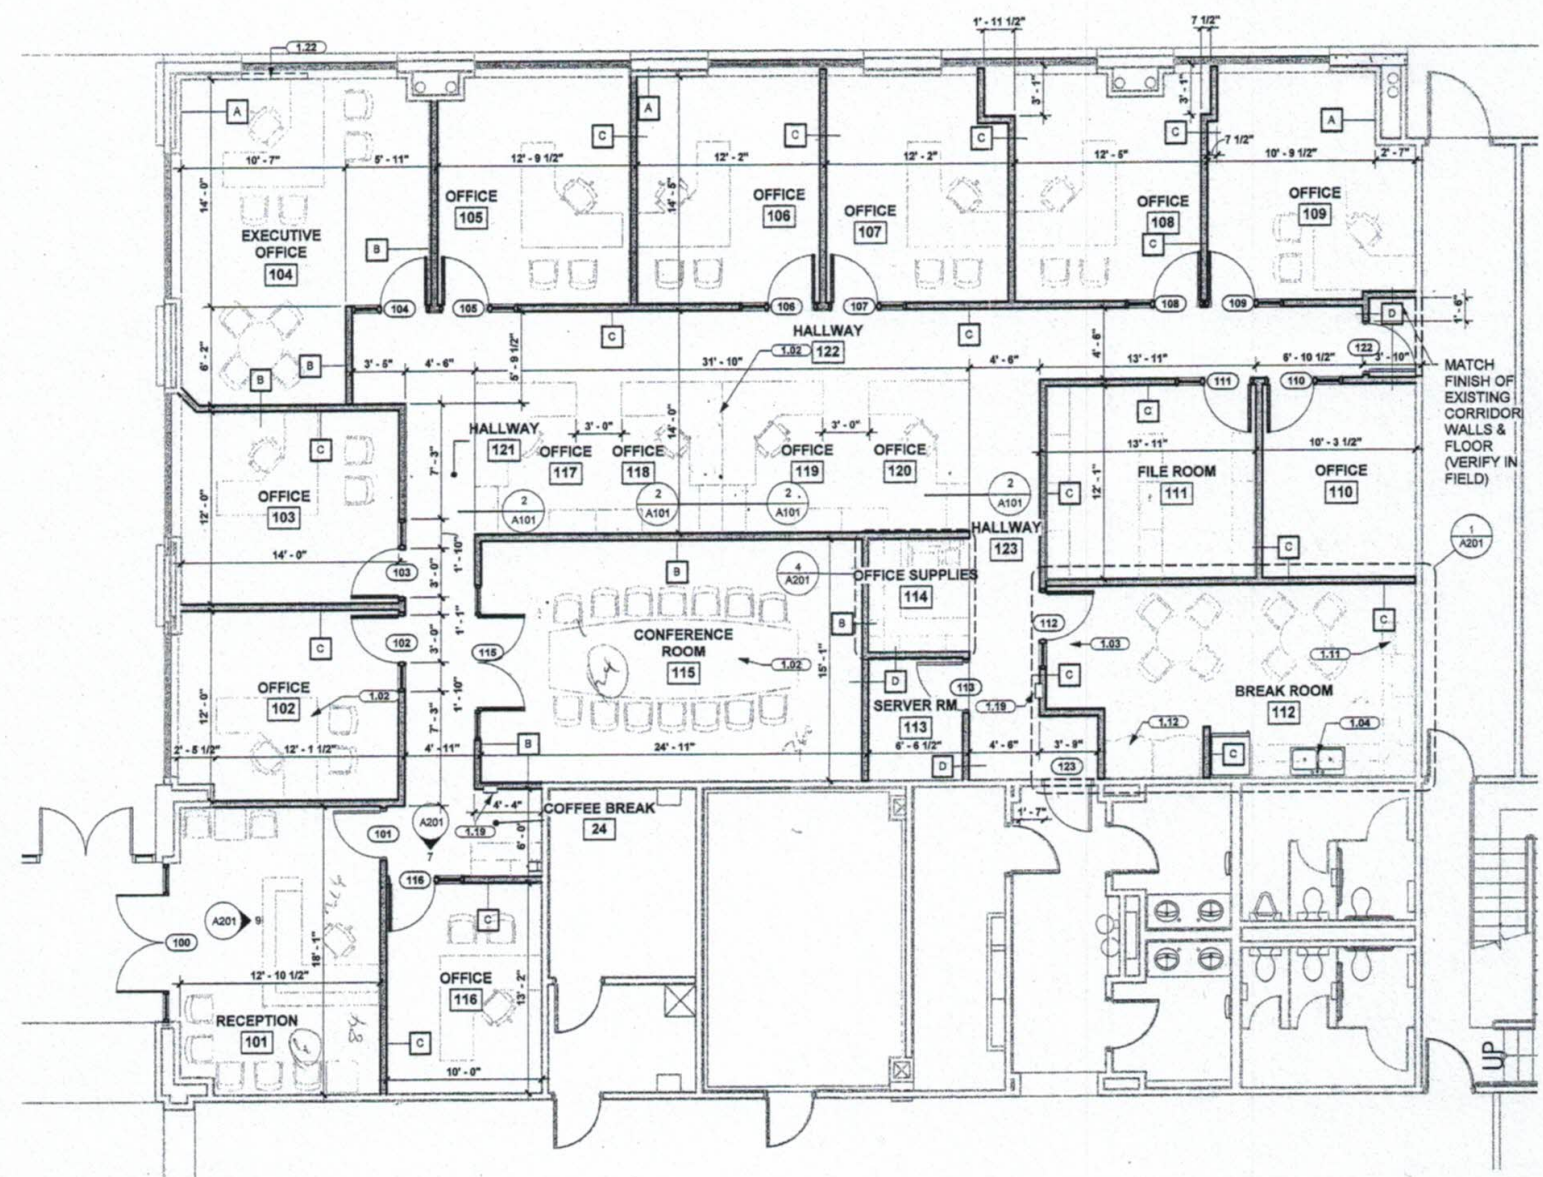 1' - 11 1/2"
7 1/2"
1.22
3' - 1"
3' - 1"
A
A
C
C
C
C
A
7 1/2"
10' - 7"
5' - 11"
12' - 9 1/2"
12' - 2"
12' - 2"
12' - 5"
10' - 9 1/2"
2' - 7"
14' - 0"
14' - 5"
OFFICE
105
OFFICE
106
OFFICE
107
OFFICE
108
OFFICE
109
EXECUTIVE
OFFICE
104
B
C
104
105
106
107
108
109
D
1' - 6"
6' - 2"
B
B
C
HALLWAY
122
1.02
C
122
3' - 5"
4' - 6"
5' - 9 1/2"
31' - 10"
4' - 6"
4' - 6"
13' - 11"
6' - 10 1/2"
3' - 10"
MATCH
FINISH OF
EXISTING
CORRIDOR
WALLS &
FLOOR
(VERIFY IN
FIELD)
111
110
C
C
HALLWAY
121
3' - 0"
14' - 0"
3' - 0"
7' - 3"
OFFICE
117
OFFICE
118
OFFICE
119
OFFICE
120
13' - 11"
10' - 3 1/2"
FILE ROOM
111
OFFICE
110
12' - 1"
C
C
OFFICE
103
12' - 0"
14' - 0"
2
A101
2
A101
2
A101
2
A101
HALLWAY
123
1
A201
1' - 10"
3' - 0"
103
B
4
A201
OFFICE SUPPLIES
114
B
C
1' - 1"
3' - 0"
102
C
115
CONFERENCE
ROOM
115
1.02
15' - 1"
24
112
1.03
1.11
OFFICE
102
1.02
12' - 0"
1' - 10"
7' - 3"
D
113
SERVER RM
113
1.19
C
BREAK ROOM
112
1.12
1.04
C
2' - 5 1/2"
12' - 1 1/2"
4' - 11"
B
24' - 11"
6' - 6 1/2"
4' - 6"
3' - 9"
D
123
4' - 4"
COFFEE BREAK
24
1' - 7"
101
A201
7
1.19
6' - 0"
116
A201
9
100
C
18' - 1"
12' - 10 1/2"
OFFICE
116
13' - 2"
RECEPTION
101
84
C
10' - 0"
UP